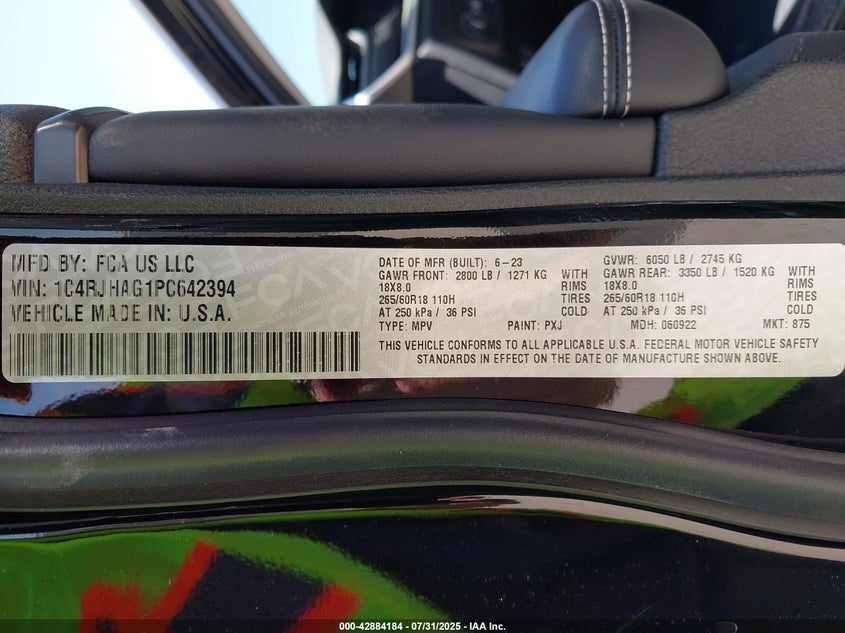 MFD BY: FCA US LLC
VIN: 1C4RJHAG1PC642394
VEHICLE MADE IN: U.S.A.
DATE OF MFR (BUILT): 6-23
GAWR FRONT: 2800 LB / 1271 KG WITH
18X8.0 RIMS
265/60R18 110H
AT 250 kPa / 36 PSI COLD
TYPE: MPV PAINT: PXJ
GVWR: 6050 LB / 2745 KG
GAWR REAR: 3350 LB / 1520 KG WITH
18X8.0 RIMS
265/60R18 110H
AT 250 kPa / 36 PSI COLD
MDH: 060922 MKT: 875
THIS VEHICLE CONFORMS TO APPLICABLE U.S.A. FEDERAL MOTOR VEHICLE SAFETY
STANDARDS IN EFFECT ON THE DATE OF MANUFACTURE SHOWN ABOVE.
000-42884184 - 07/31/2025 - IAA Inc.